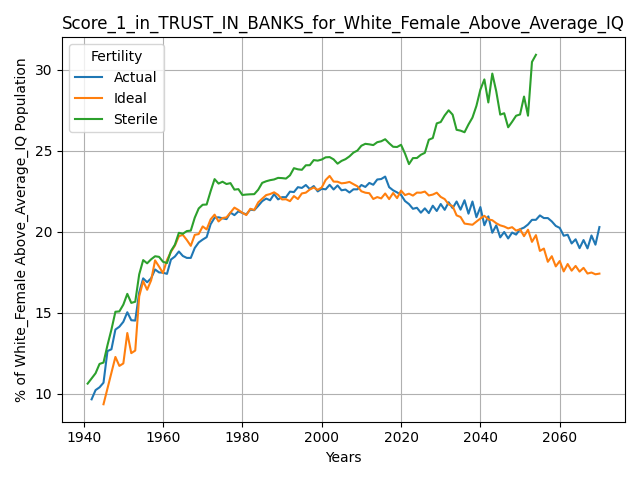 Score_1_in_TRUST_IN_BANKS_for_White_Female_Above_Average_IQ
Fertility
Actual
Ideal
Sterile
% of White_Female Above_Average_IQ Population
30
25
20
15
10
1940
1960
1980
2000
2020
2040
2060
Years